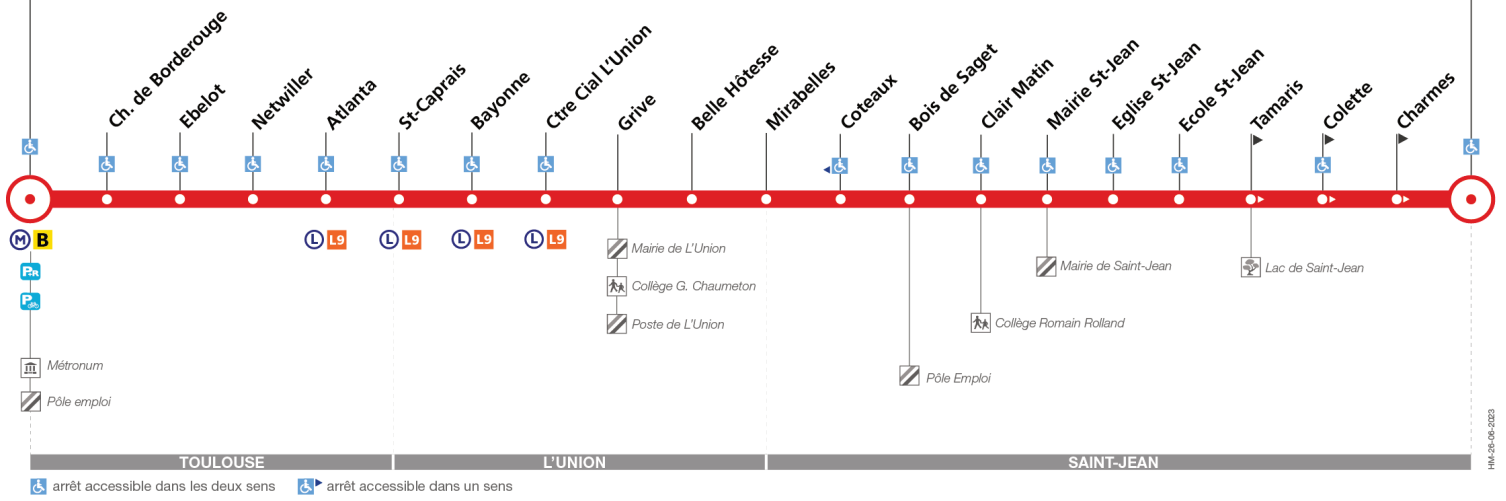 Ch. de Borderouge
Ebelot
Netwiller
Atlanta
St-Caprais
Bayonne
Ctre Cial L'Union
Grive
Belle Hôtesse
Mirabelles
Coteaux
Bois de Saget
Clair Matin
Mairie St-Jean
Eglise St-Jean
Ecole St-Jean
Tamaris
Colette
Charmes
M B
P+R
P
L L9
L L9
L L9
L L9
Mairie de L'Union
Collège G. Chaumeton
Poste de L'Union
Mairie de Saint-Jean
Lac de Saint-Jean
Collège Romain Rolland
Métronum
Pôle emploi
Pôle Emploi
TOULOUSE
L'UNION
SAINT-JEAN
arrêt accessible dans les deux sens
arrêt accessible dans un sens
HM-26-06-2023